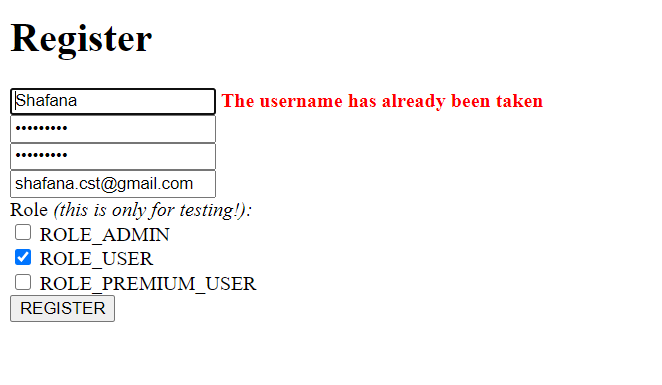 Register
Shafana The username has already been taken
•••••••••
•••••••••
shafana.cst@gmail.com
Role (this is only for testing!):
ROLE_ADMIN
ROLE_USER
ROLE_PREMIUM_USER
REGISTER